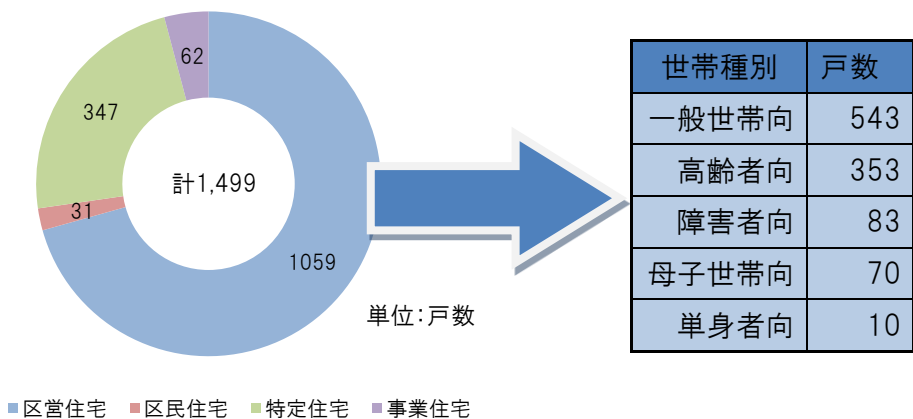 62
347
31
計1,499
1059
単位:戸数
世帯種別 戸数
一般世帯向 543
高齢者向 353
障害者向 83
母子世帯向 70
単身者向 10
区営住宅 区民住宅 特定住宅 事業住宅